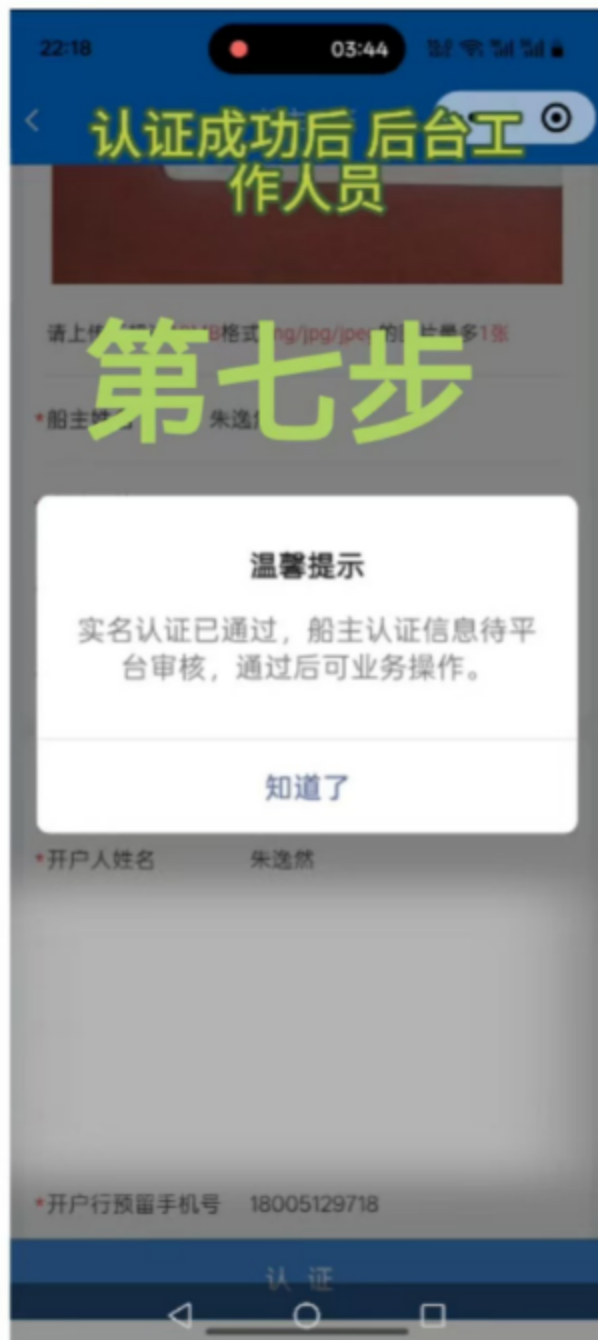 22:18
03:44
认证成功后 后台工
作人员
第七步
*船主姓名
温馨提示
实名认证已通过，船主认证信息待平
台审核，通过后可业务操作。
知道了
*开户人姓名 朱逸然
*开户行预留手机号 18005129718
认 证